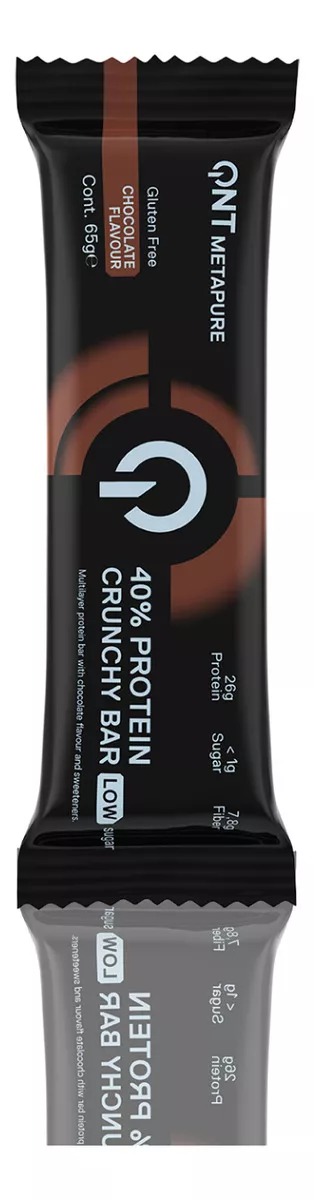 QNT METAPURE
Gluten Free
CHOCOLATE
FLAVOUR
Cont. 65g℮
40% PROTEIN
CRUNCHY BAR LOW sugar
Multilayer protein bar with chocolate flavour and sweeteners.
26g
Protein
< 1g
Sugar
7,8g
Fiber